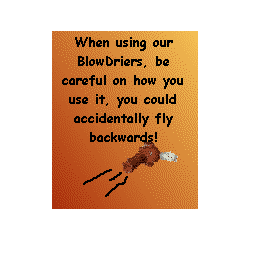 When using our
BlowDriers, be
careful on how you
use it, you could
accidentally fly
backwards!